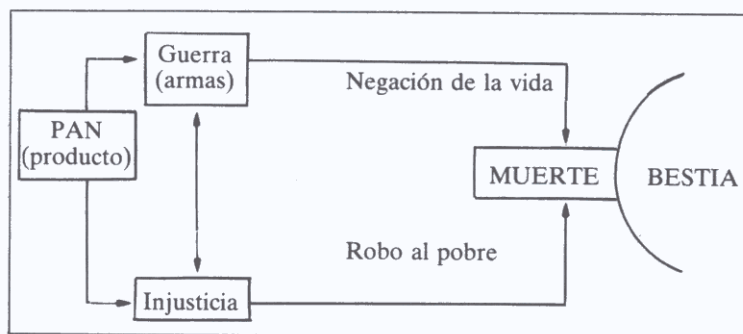 Guerra
(armas)
Negación de la vida
PAN
(producto)
MUERTE
BESTIA
Robo al pobre
Injusticia